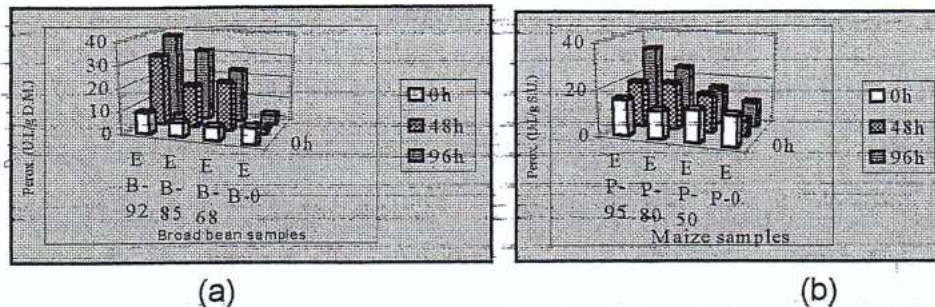 Perox. (U.I./g D.M.)
40
30
20
10
0
0h
E E E E
B- B- B- B-0
92 85 68
Broad bean samples
0h
48h
96h
(a)
Perox. (U.I./g S.U.)
40
20
0
0h
E E E E
P- P- P- P-0
95 80 50
Maize samples
0h
48h
96h
(b)